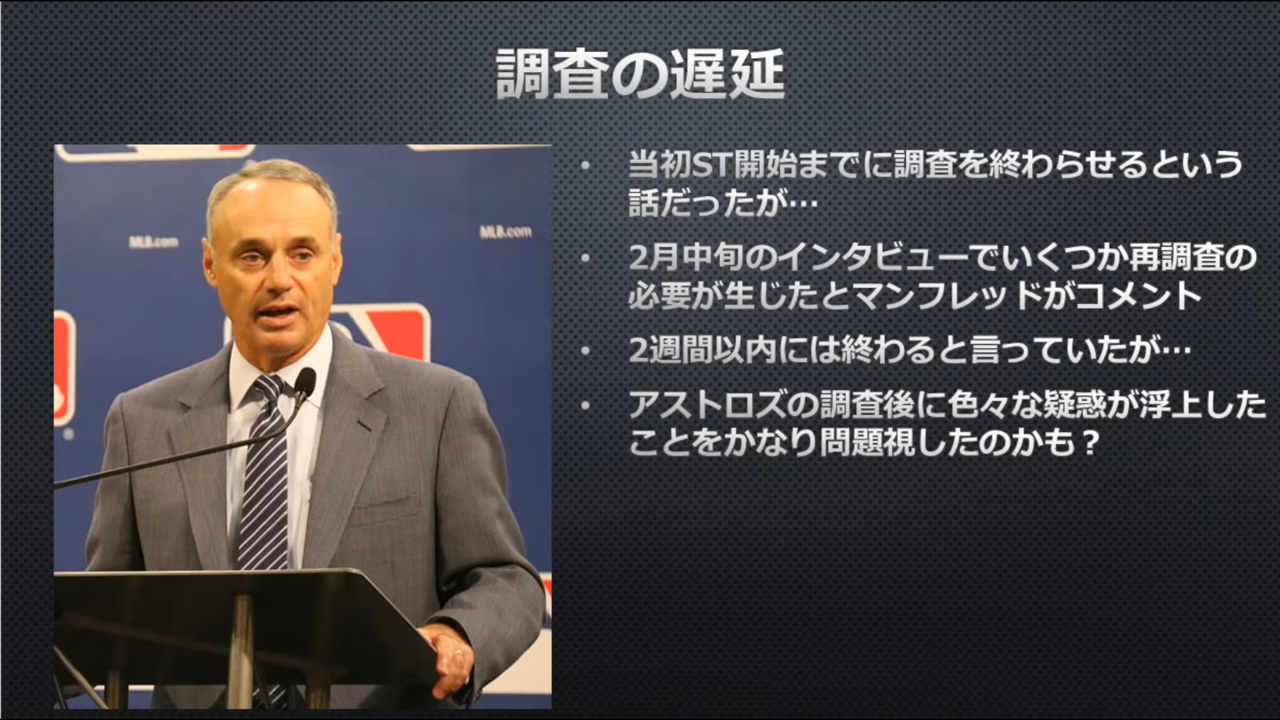 調査の遅延
• 当初ST開始までに調査を終わらせるという
話だったが…
• 2月中旬のインタビューでいくつか再調査の
必要が生じたとマンフレッドがコメント
• 2週間以内には終わると言っていたが…
• アストロズの調査後に色々な疑惑が浮上した
ことをかなり問題視したのかも？
MLB.com
MLB.com